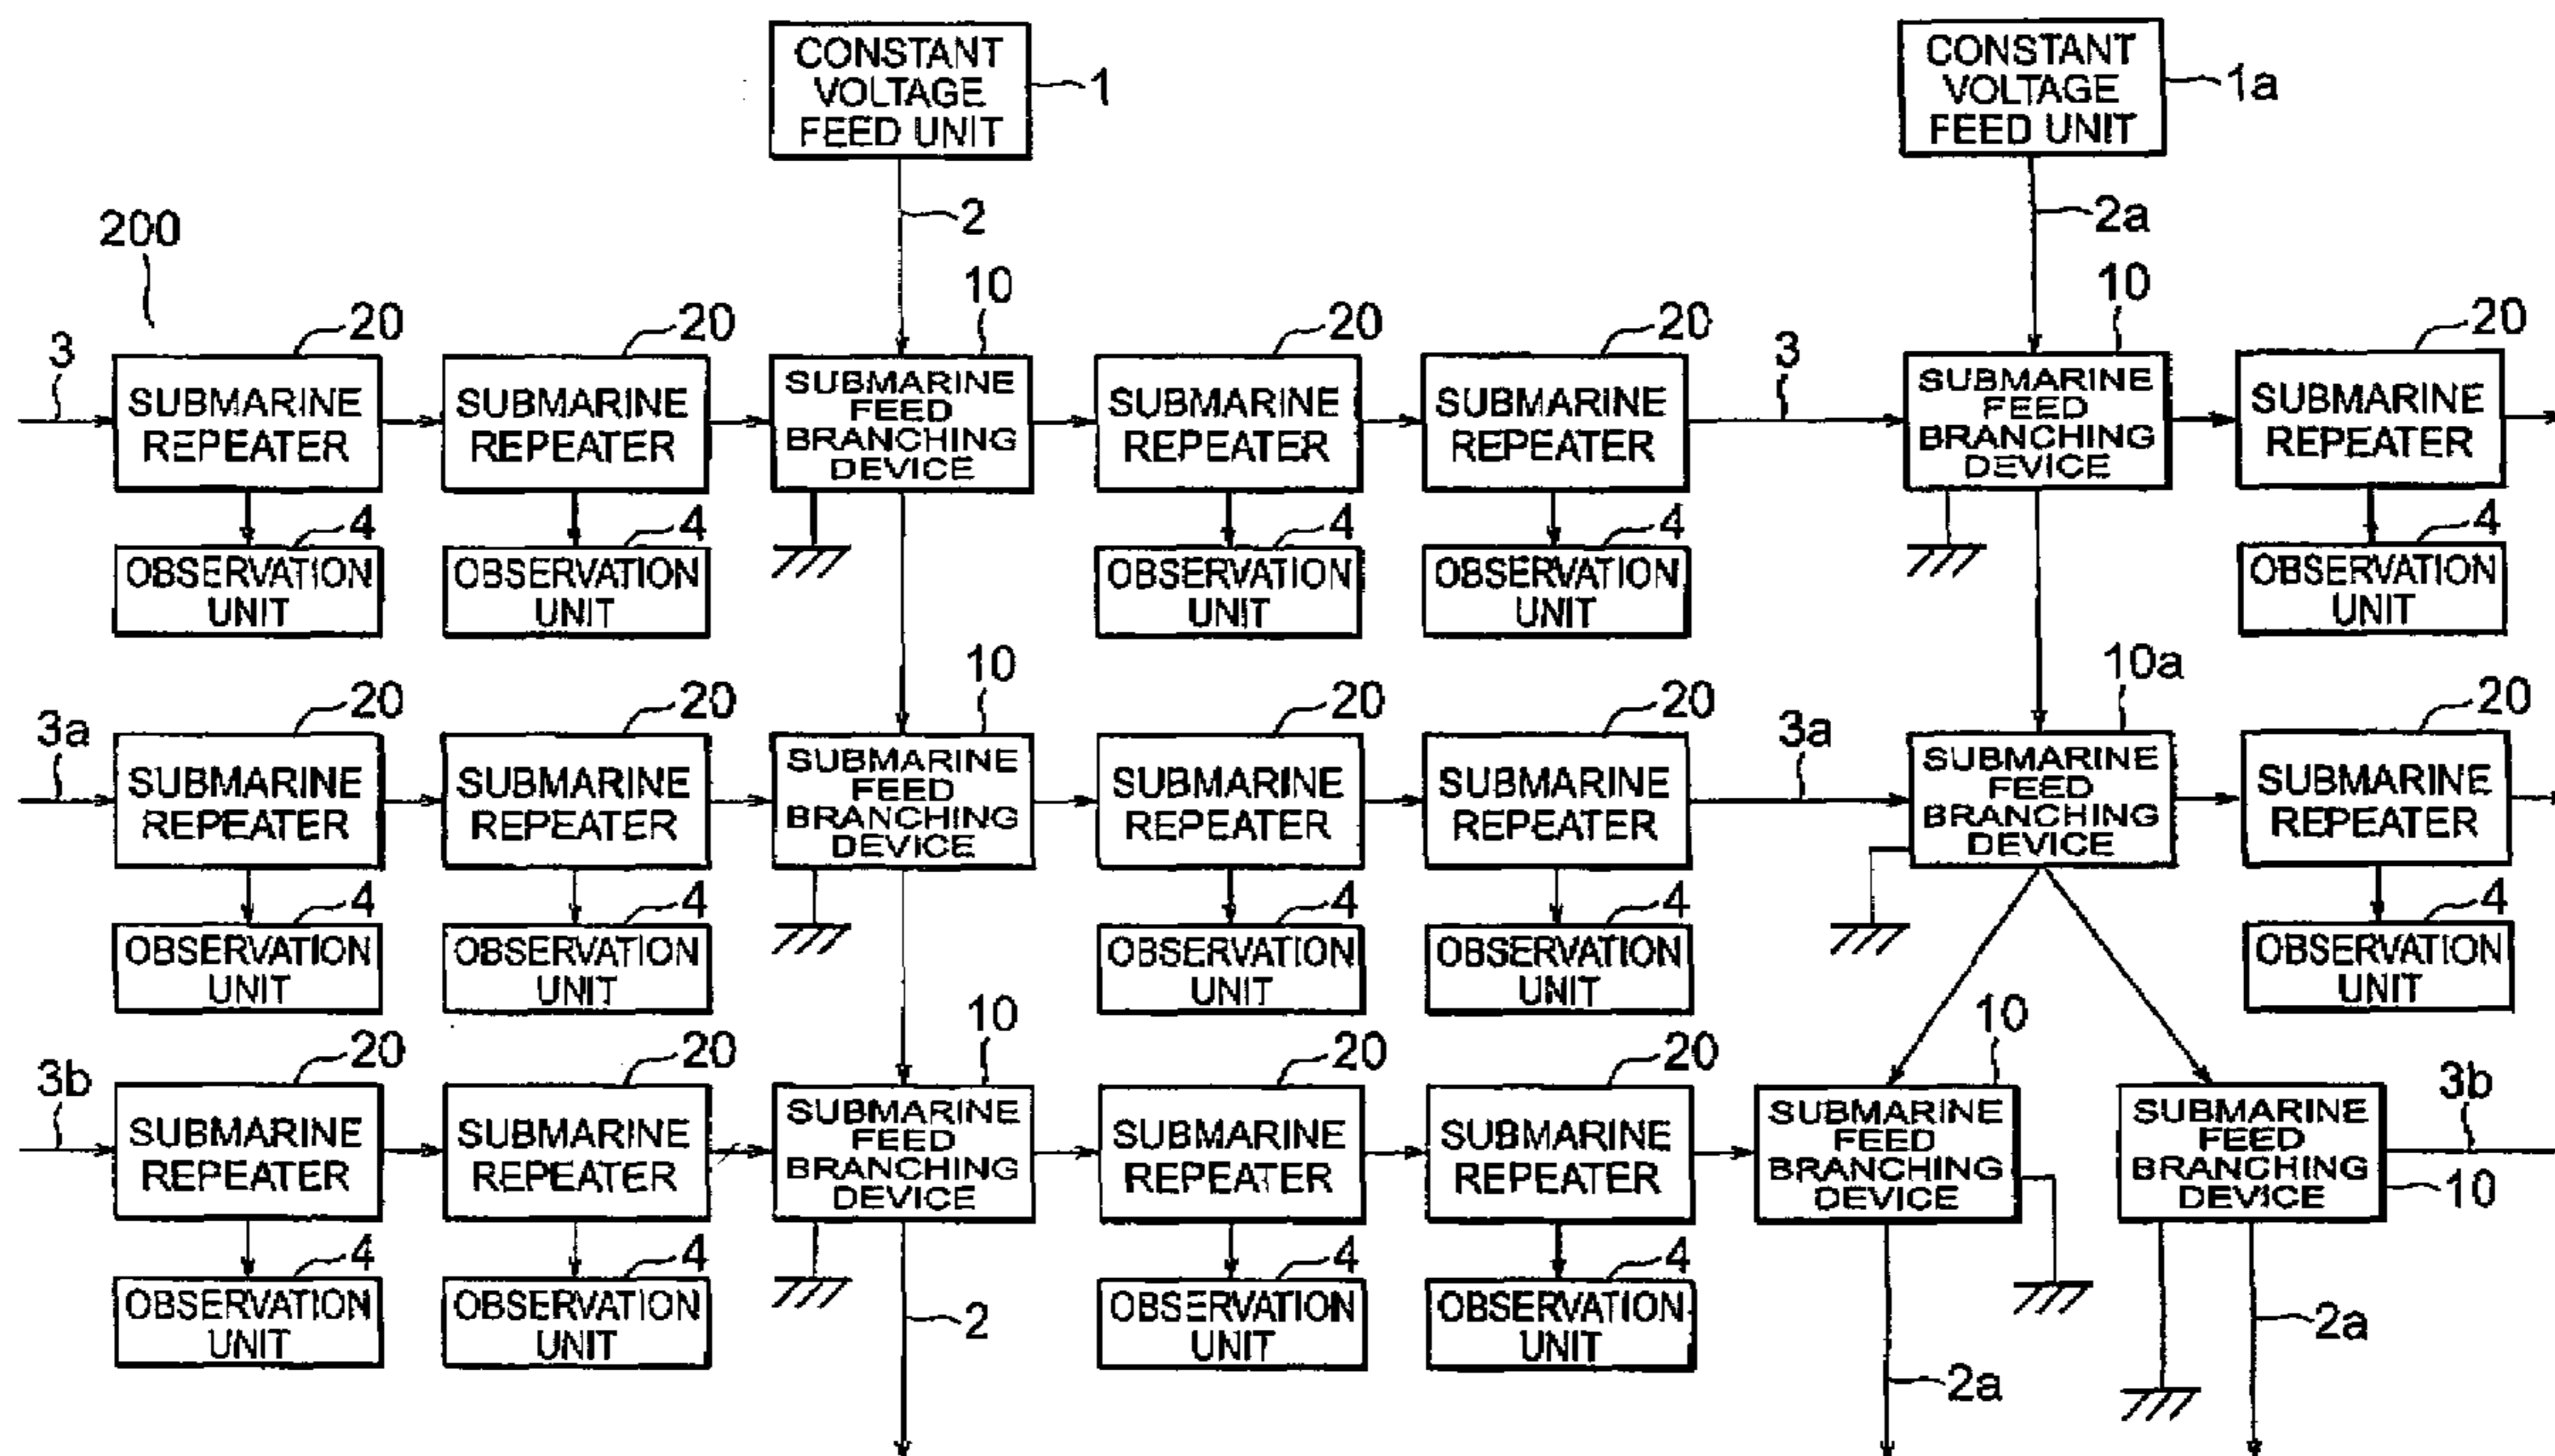 CONSTANT
VOLTAGE
FEED UNIT
1
CONSTANT
VOLTAGE
FEED UNIT
1a
2
2a
200
3
20
SUBMARINE
REPEATER
20
SUBMARINE
REPEATER
10
SUBMARINE
FEED
BRANCHING
DEVICE
20
SUBMARINE
REPEATER
20
SUBMARINE
REPEATER
3
10
SUBMARINE
FEED
BRANCHING
DEVICE
20
SUBMARINE
REPEATER
4
OBSERVATION
UNIT
4
OBSERVATION
UNIT
4
OBSERVATION
UNIT
4
OBSERVATION
UNIT
4
OBSERVATION
UNIT
3a
20
SUBMARINE
REPEATER
20
SUBMARINE
REPEATER
10
SUBMARINE
FEED
BRANCHING
DEVICE
20
SUBMARINE
REPEATER
20
SUBMARINE
REPEATER
3a
10a
SUBMARINE
FEED
BRANCHING
DEVICE
20
SUBMARINE
REPEATER
4
OBSERVATION
UNIT
4
OBSERVATION
UNIT
4
OBSERVATION
UNIT
4
OBSERVATION
UNIT
4
OBSERVATION
UNIT
3b
20
SUBMARINE
REPEATER
20
SUBMARINE
REPEATER
10
SUBMARINE
FEED
BRANCHING
DEVICE
20
SUBMARINE
REPEATER
20
SUBMARINE
REPEATER
10
SUBMARINE
FEED
BRANCHING
DEVICE
SUBMARINE
FEED
BRANCHING
DEVICE
3b
10
4
OBSERVATION
UNIT
4
OBSERVATION
UNIT
2
4
OBSERVATION
UNIT
4
OBSERVATION
UNIT
2a
2a